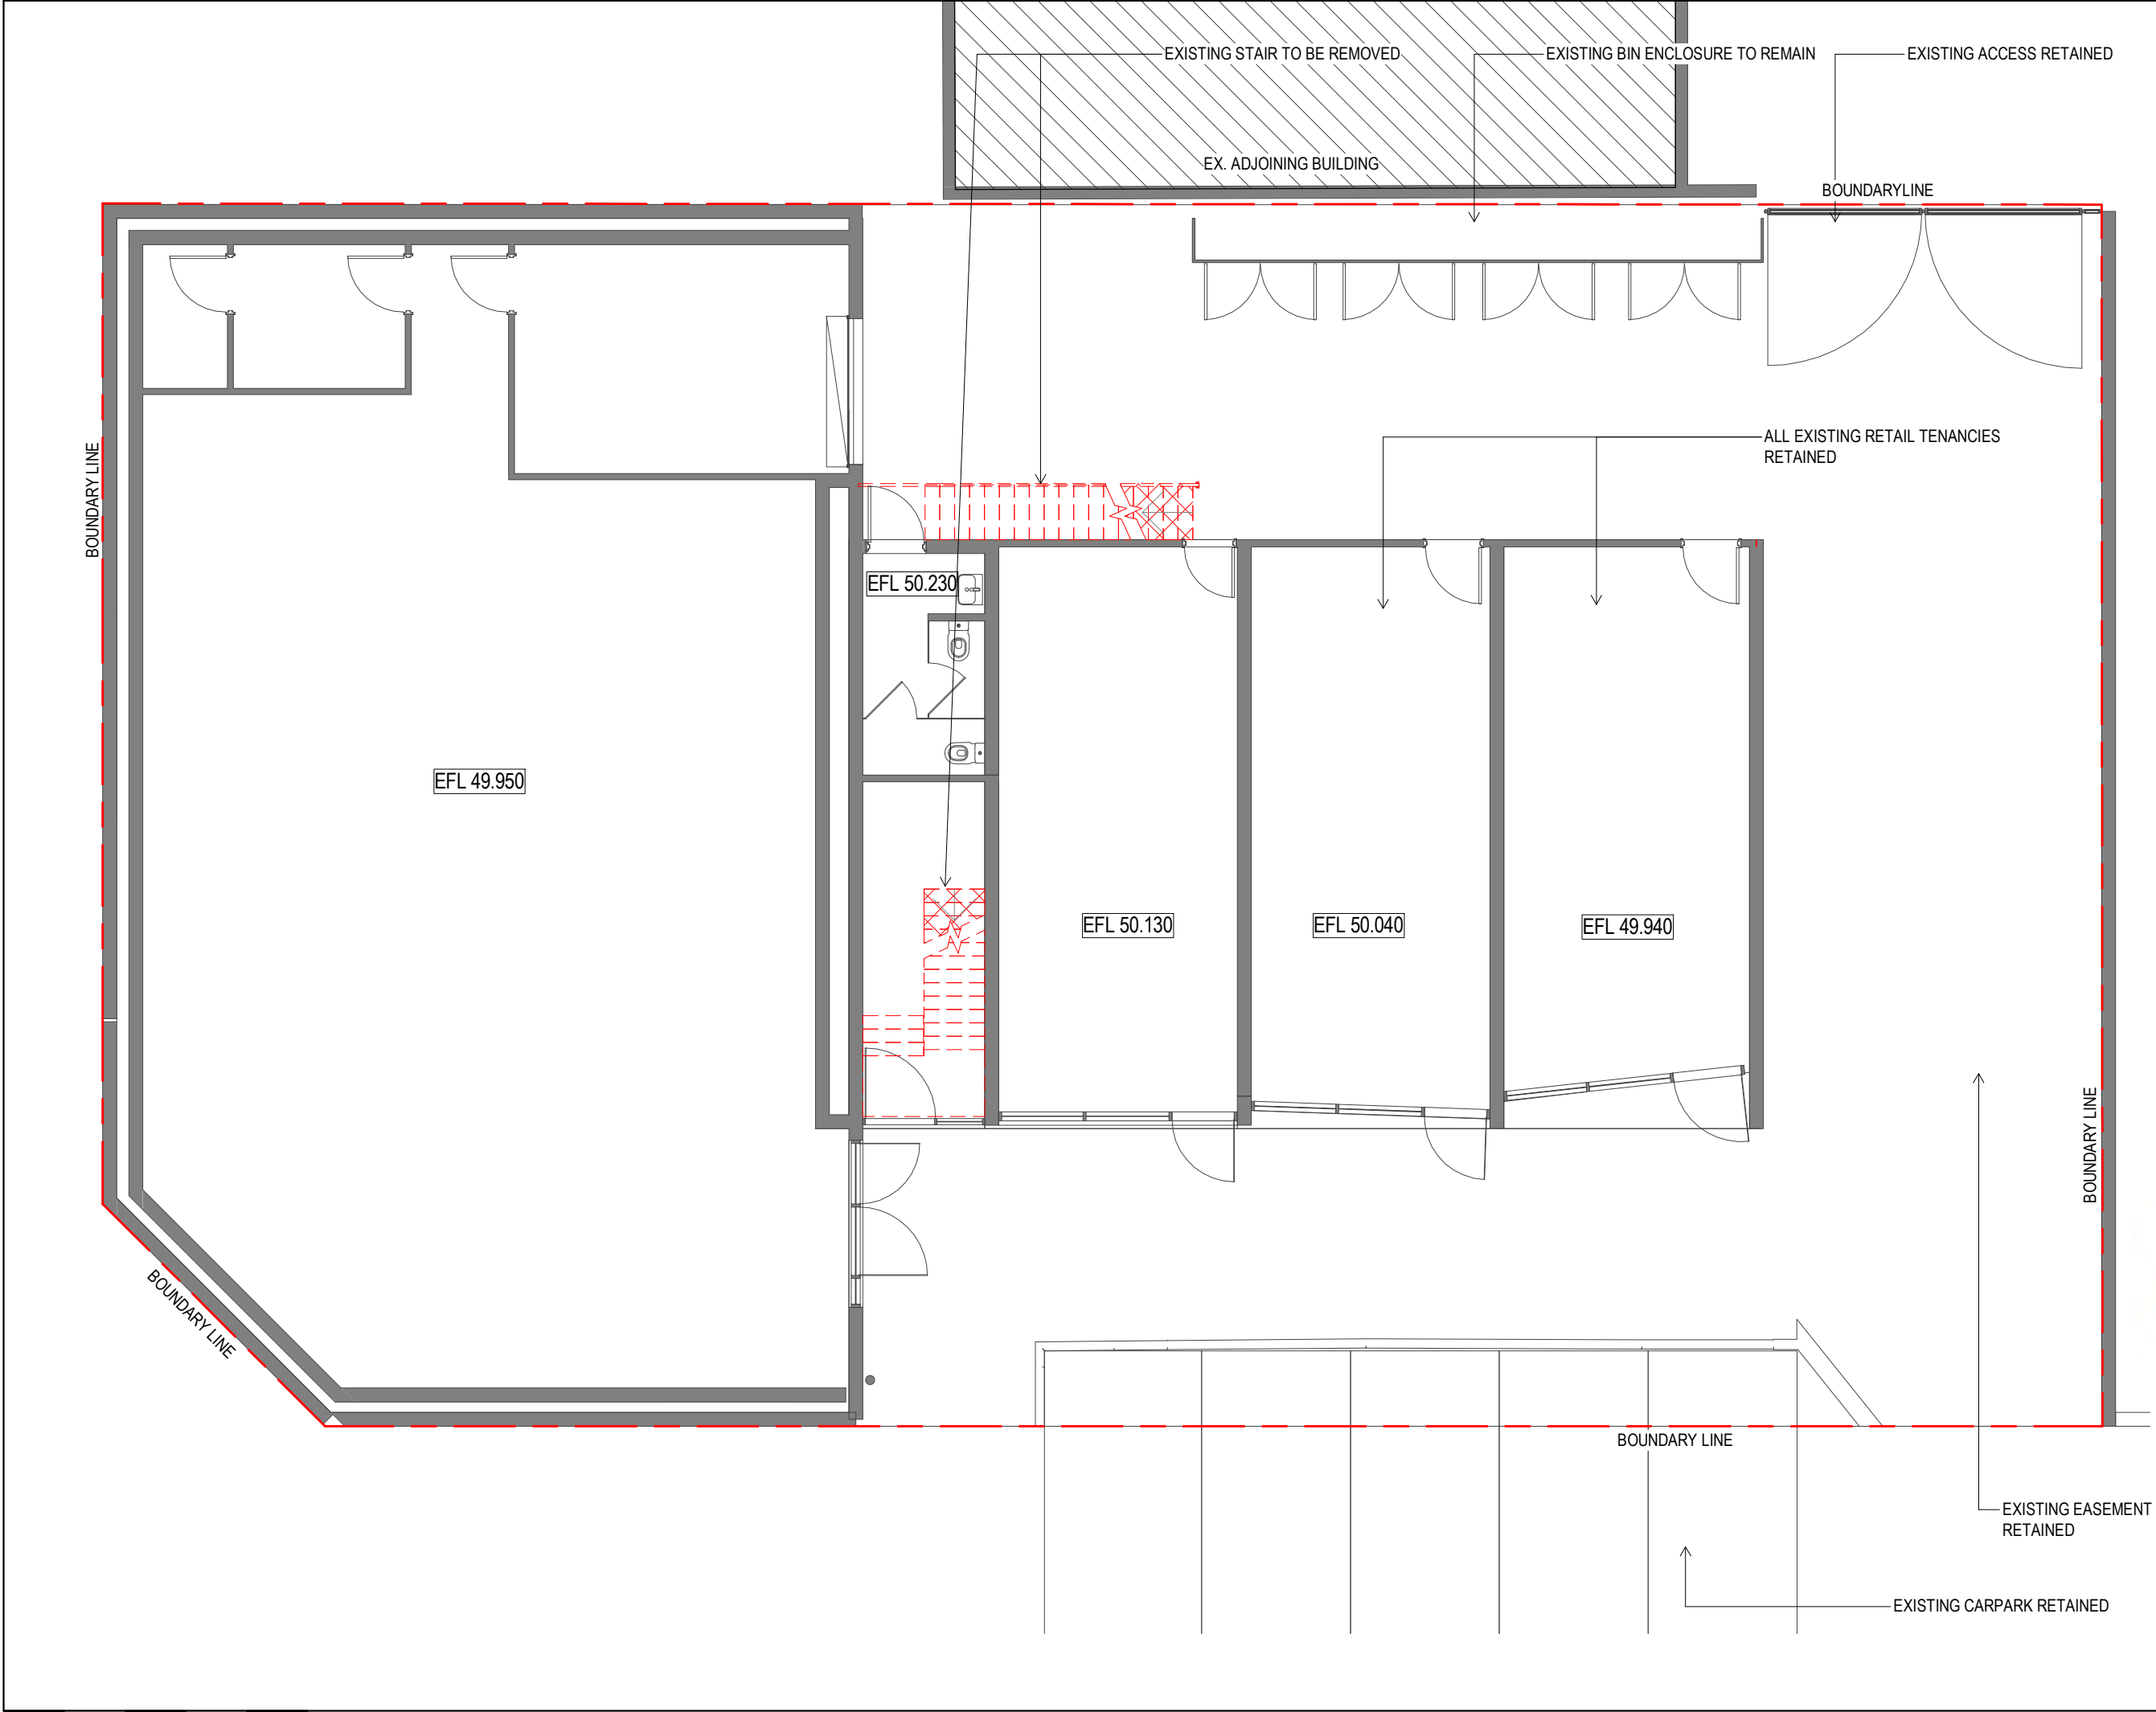 EXISTING STAIR TO BE REMOVED
EXISTING BIN ENCLOSURE TO REMAIN
EXISTING ACCESS RETAINED
EX. ADJOINING BUILDING
BOUNDARYLINE
ALL EXISTING RETAIL TENANCIES
RETAINED
BOUNDARY LINE
EFL 50.230
EFL 49.950
EFL 50.130
EFL 50.040
EFL 49.940
BOUNDARY LINE
BOUNDARY LINE
BOUNDARY LINE
EXISTING EASEMENT
RETAINED
EXISTING CARPARK RETAINED